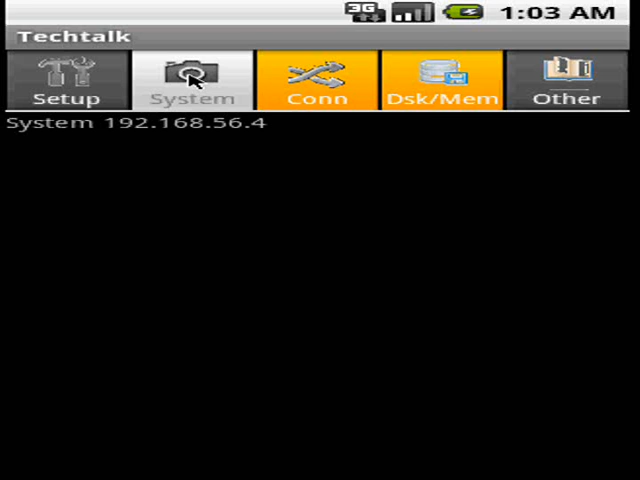 3G 1:03 AM
Techtalk
Setup System Conn Dsk/Mem Other
System 192.168.56.4